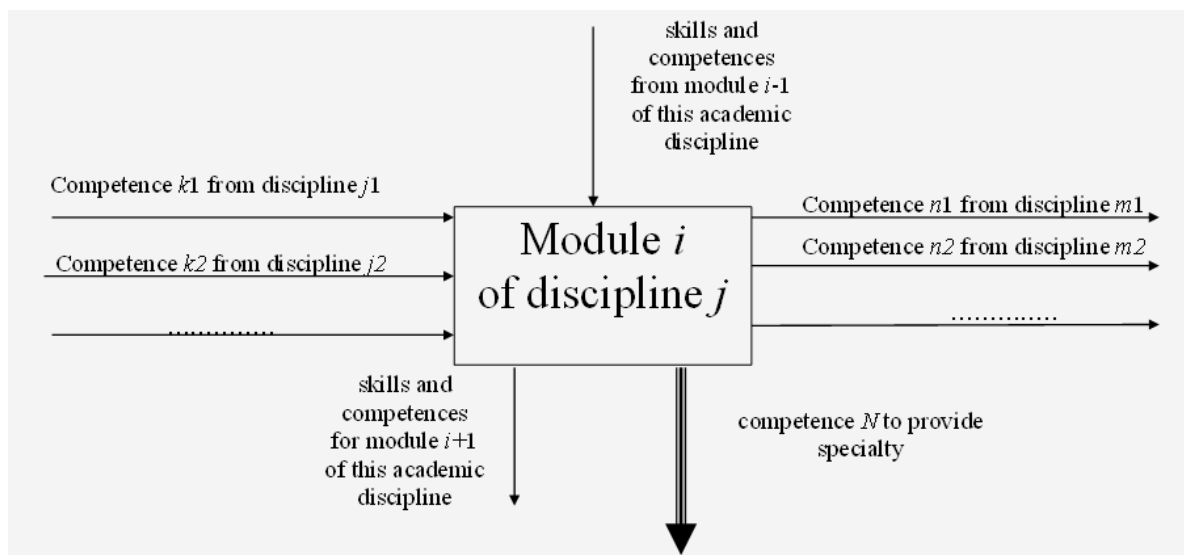 skills and
competences
from module i-1
of this academic
discipline
Competence k1 from discipline j1
Competence k2 from discipline j2
..............
Module i
of discipline j
Competence n1 from discipline m1
Competence n2 from discipline m2
..............
skills and
competences
for module i+1
of this academic
discipline
competence N to provide
specialty